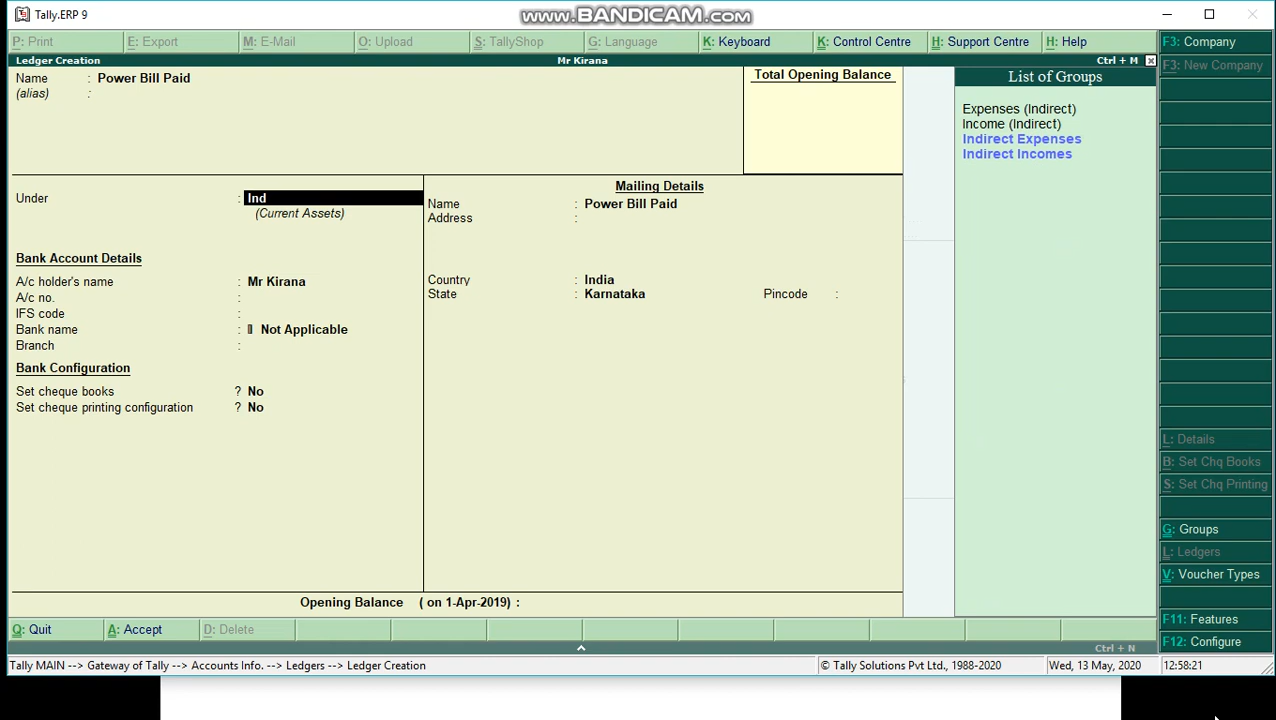 Tally.ERP 9
www.BANDICAM.com
P: Print
E: Export
M: E-Mail
O: Upload
S: TallyShop
G: Language
K: Keyboard
K: Control Centre
H: Support Centre
H: Help
F3: Company
F3: New Company
Ledger Creation
Mr Kirana
Ctrl + M
Name : Power Bill Paid
(alias) :
Total Opening Balance
List of Groups
Expenses (Indirect)
Income (Indirect)
Indirect Expenses
Indirect Incomes
Under : Ind
(Current Assets)
Mailing Details
Name : Power Bill Paid
Address :
Bank Account Details
A/c holder's name : Mr Kirana
A/c no. :
IFS code :
Bank name : Not Applicable
Branch :
Country : India
State : Karnataka
Pincode :
Bank Configuration
Set cheque books ? No
Set cheque printing configuration ? No
L: Details
B: Set Chq Books
S: Set Chq Printing
G: Groups
L: Ledgers
V: Voucher Types
F11: Features
F12: Configure
Opening Balance ( on 1-Apr-2019) :
Q: Quit
A: Accept
D: Delete
Ctrl + N
Tally MAIN --> Gateway of Tally --> Accounts Info. --> Ledgers --> Ledger Creation
© Tally Solutions Pvt Ltd., 1988-2020
Wed, 13 May, 2020
12:58:21